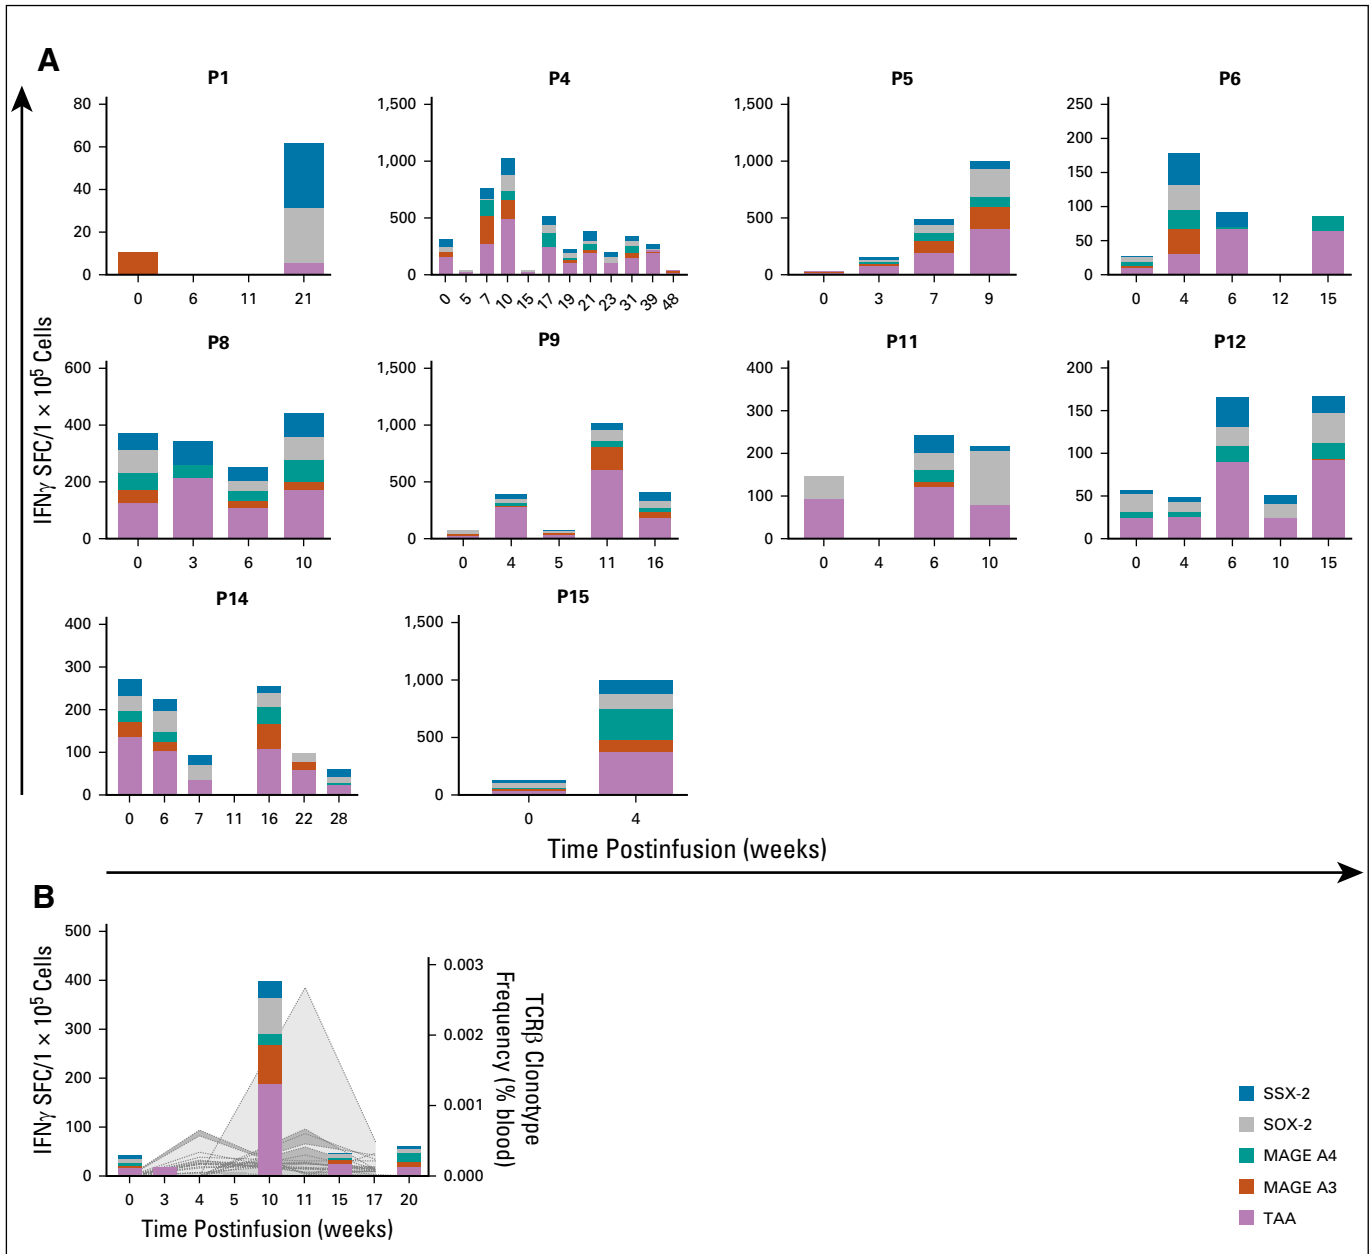 A
IFNγ SFC/1 × 10⁵ Cells
P1
80
60
40
20
0
0 6 11 21
P4
1,500
1,000
500
0
0 5 7 10 15 17 19 21 23 31 39 48
P5
1,500
1,000
500
0
0 3 7 9
P6
250
200
150
100
50
0
0 4 6 12 15
P8
600
400
200
0
0 3 6 10
P9
1,500
1,000
500
0
0 4 5 11 16
P11
400
300
200
100
0
0 4 6 10
P12
200
150
100
50
0
0 4 6 10 15
P14
400
300
200
100
0
0 6 7 11 16 22 28
P15
1,500
1,000
500
0
0 4
Time Postinfusion (weeks)
B
IFNγ SFC/1 × 10⁵ Cells
500
400
300
200
100
0
0 3 4 5 10 11 15 17 20
Time Postinfusion (weeks)
0.003
0.002
0.001
0.000
TCRβ Clonotype
Frequency (% blood)
SSX-2
SOX-2
MAGE A4
MAGE A3
TAA